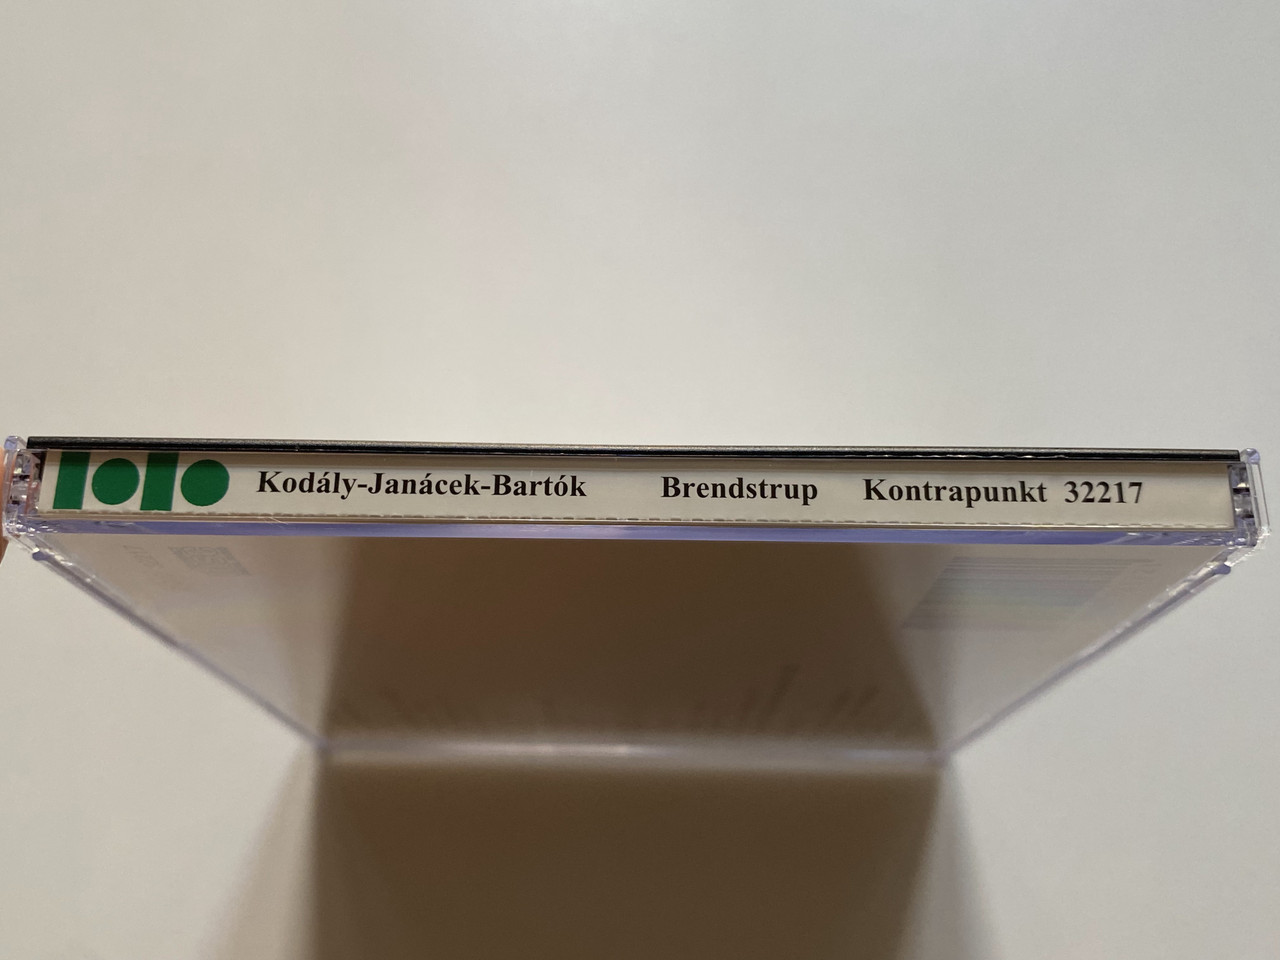 Kodály-Janácek-Bartók Brendstrup Kontrapunkt 32217